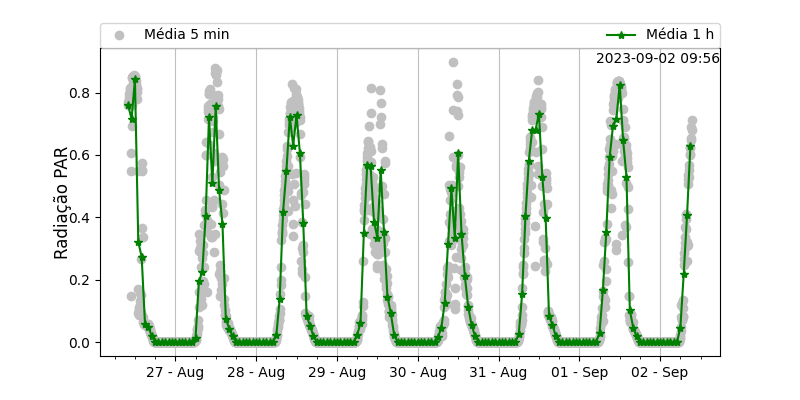 Média 5 min
Média 1 h
2023-09-02 09:56
Radiação PAR
0.8
0.6
0.4
0.2
0.0
27 - Aug
28 - Aug
29 - Aug
30 - Aug
31 - Aug
01 - Sep
02 - Sep